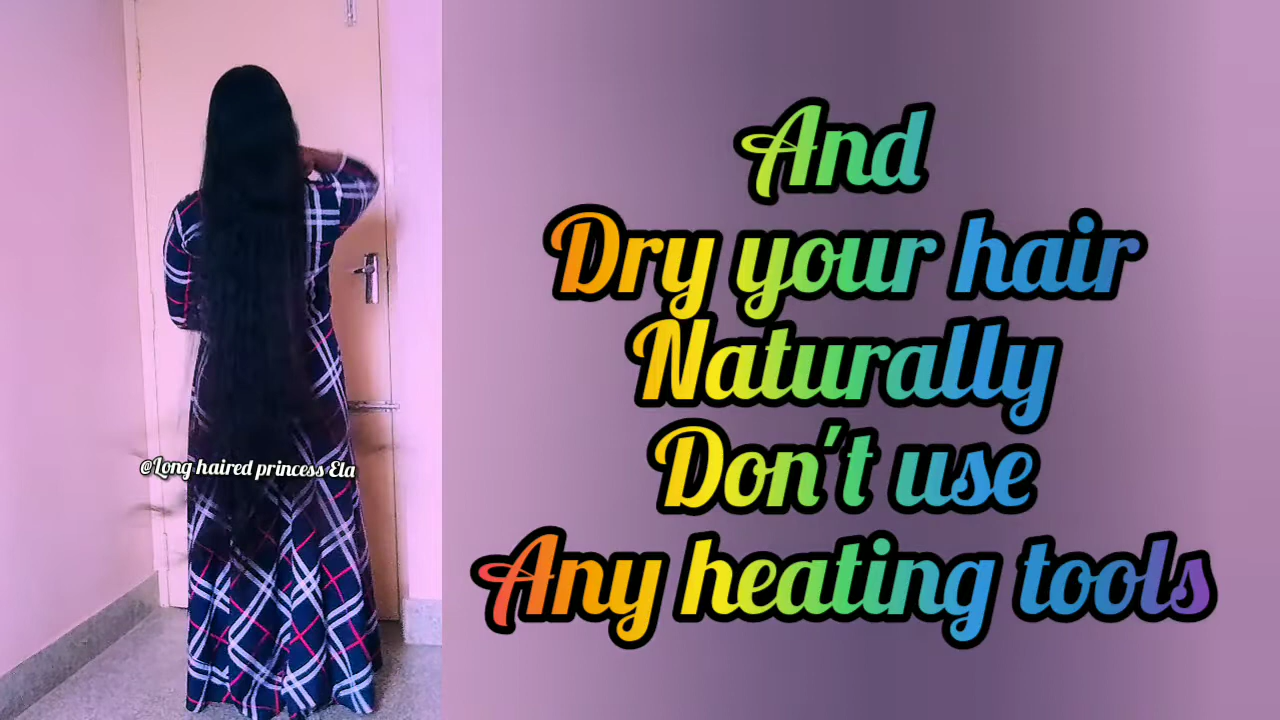 And
Dry your hair
Naturally
Don't use
Any heating tools
@Long haired princess Ela